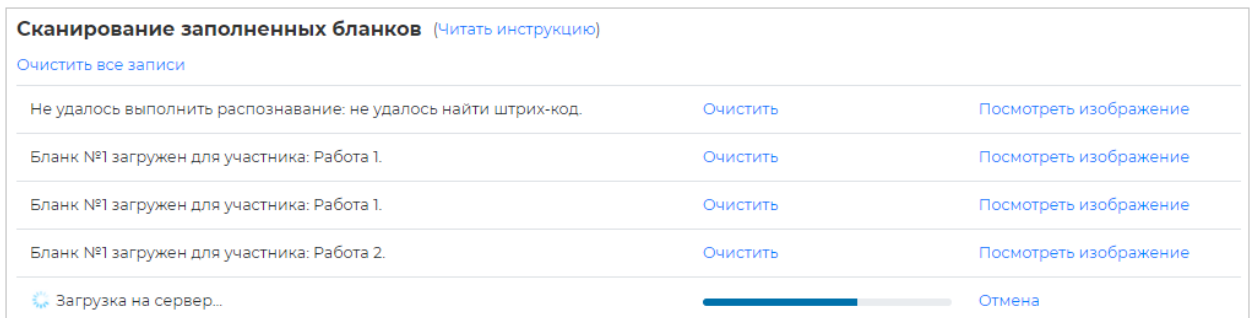 Сканирование заполненных бланков (Читать инструкцию)
Очистить все записи
Не удалось выполнить распознавание: не удалось найти штрих-код. Очистить Посмотреть изображение
Бланк №1 загружен для участника: Работа 1. Очистить Посмотреть изображение
Бланк №1 загружен для участника: Работа 1. Очистить Посмотреть изображение
Бланк №1 загружен для участника: Работа 2. Очистить Посмотреть изображение
Загрузка на сервер... Отмена